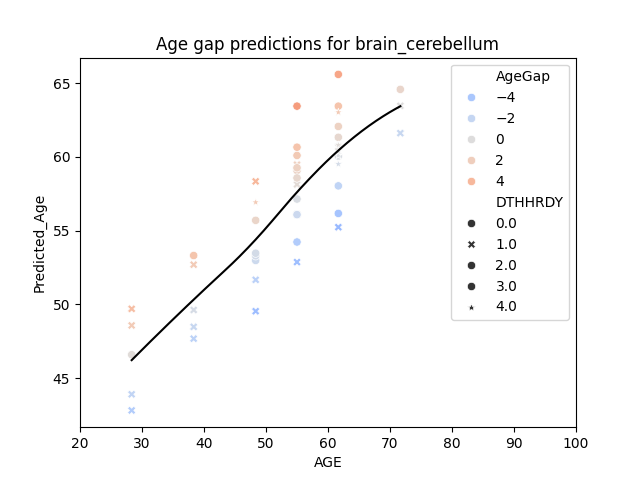 Age gap predictions for brain_cerebellum
Predicted_Age
65
60
55
50
45
20 30 40 50 60 70 80 90 100
AGE
AgeGap
−4
−2
0
2
4
DTHHRDY
0.0
1.0
2.0
3.0
4.0